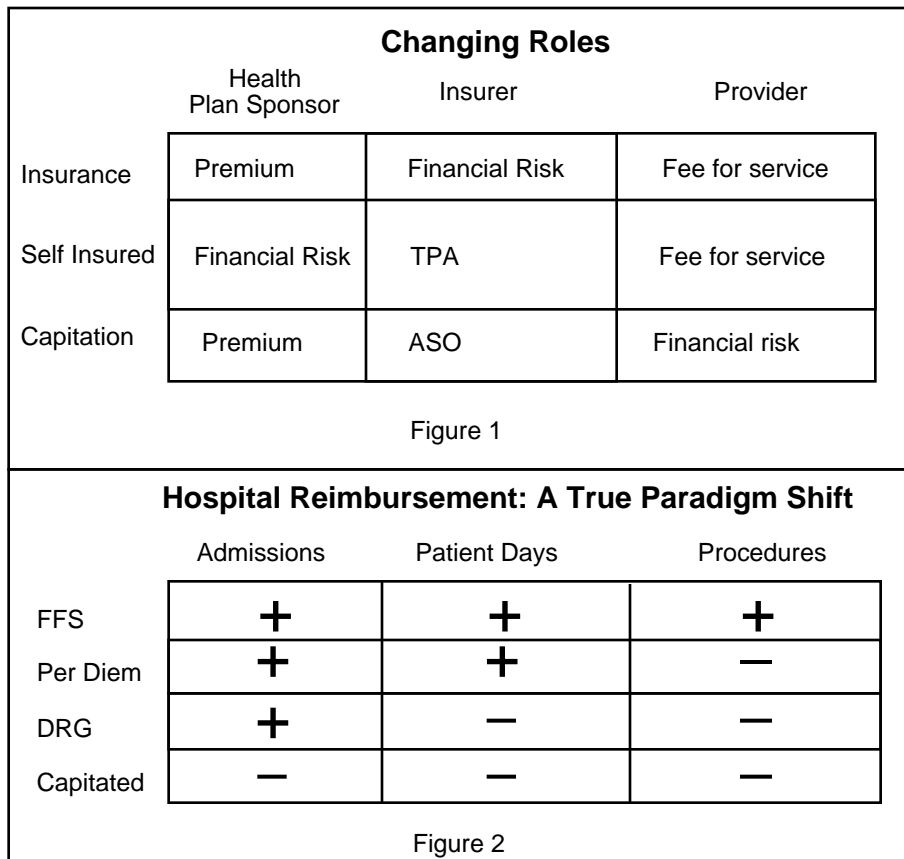 Changing Roles
Health
Plan Sponsor Insurer Provider
Insurance Premium Financial Risk Fee for service
Self Insured Financial Risk TPA Fee for service
Capitation Premium ASO Financial risk
Figure 1
Hospital Reimbursement: A True Paradigm Shift
Admissions Patient Days Procedures
FFS + + +
Per Diem + + –
DRG + – –
Capitated – – –
Figure 2